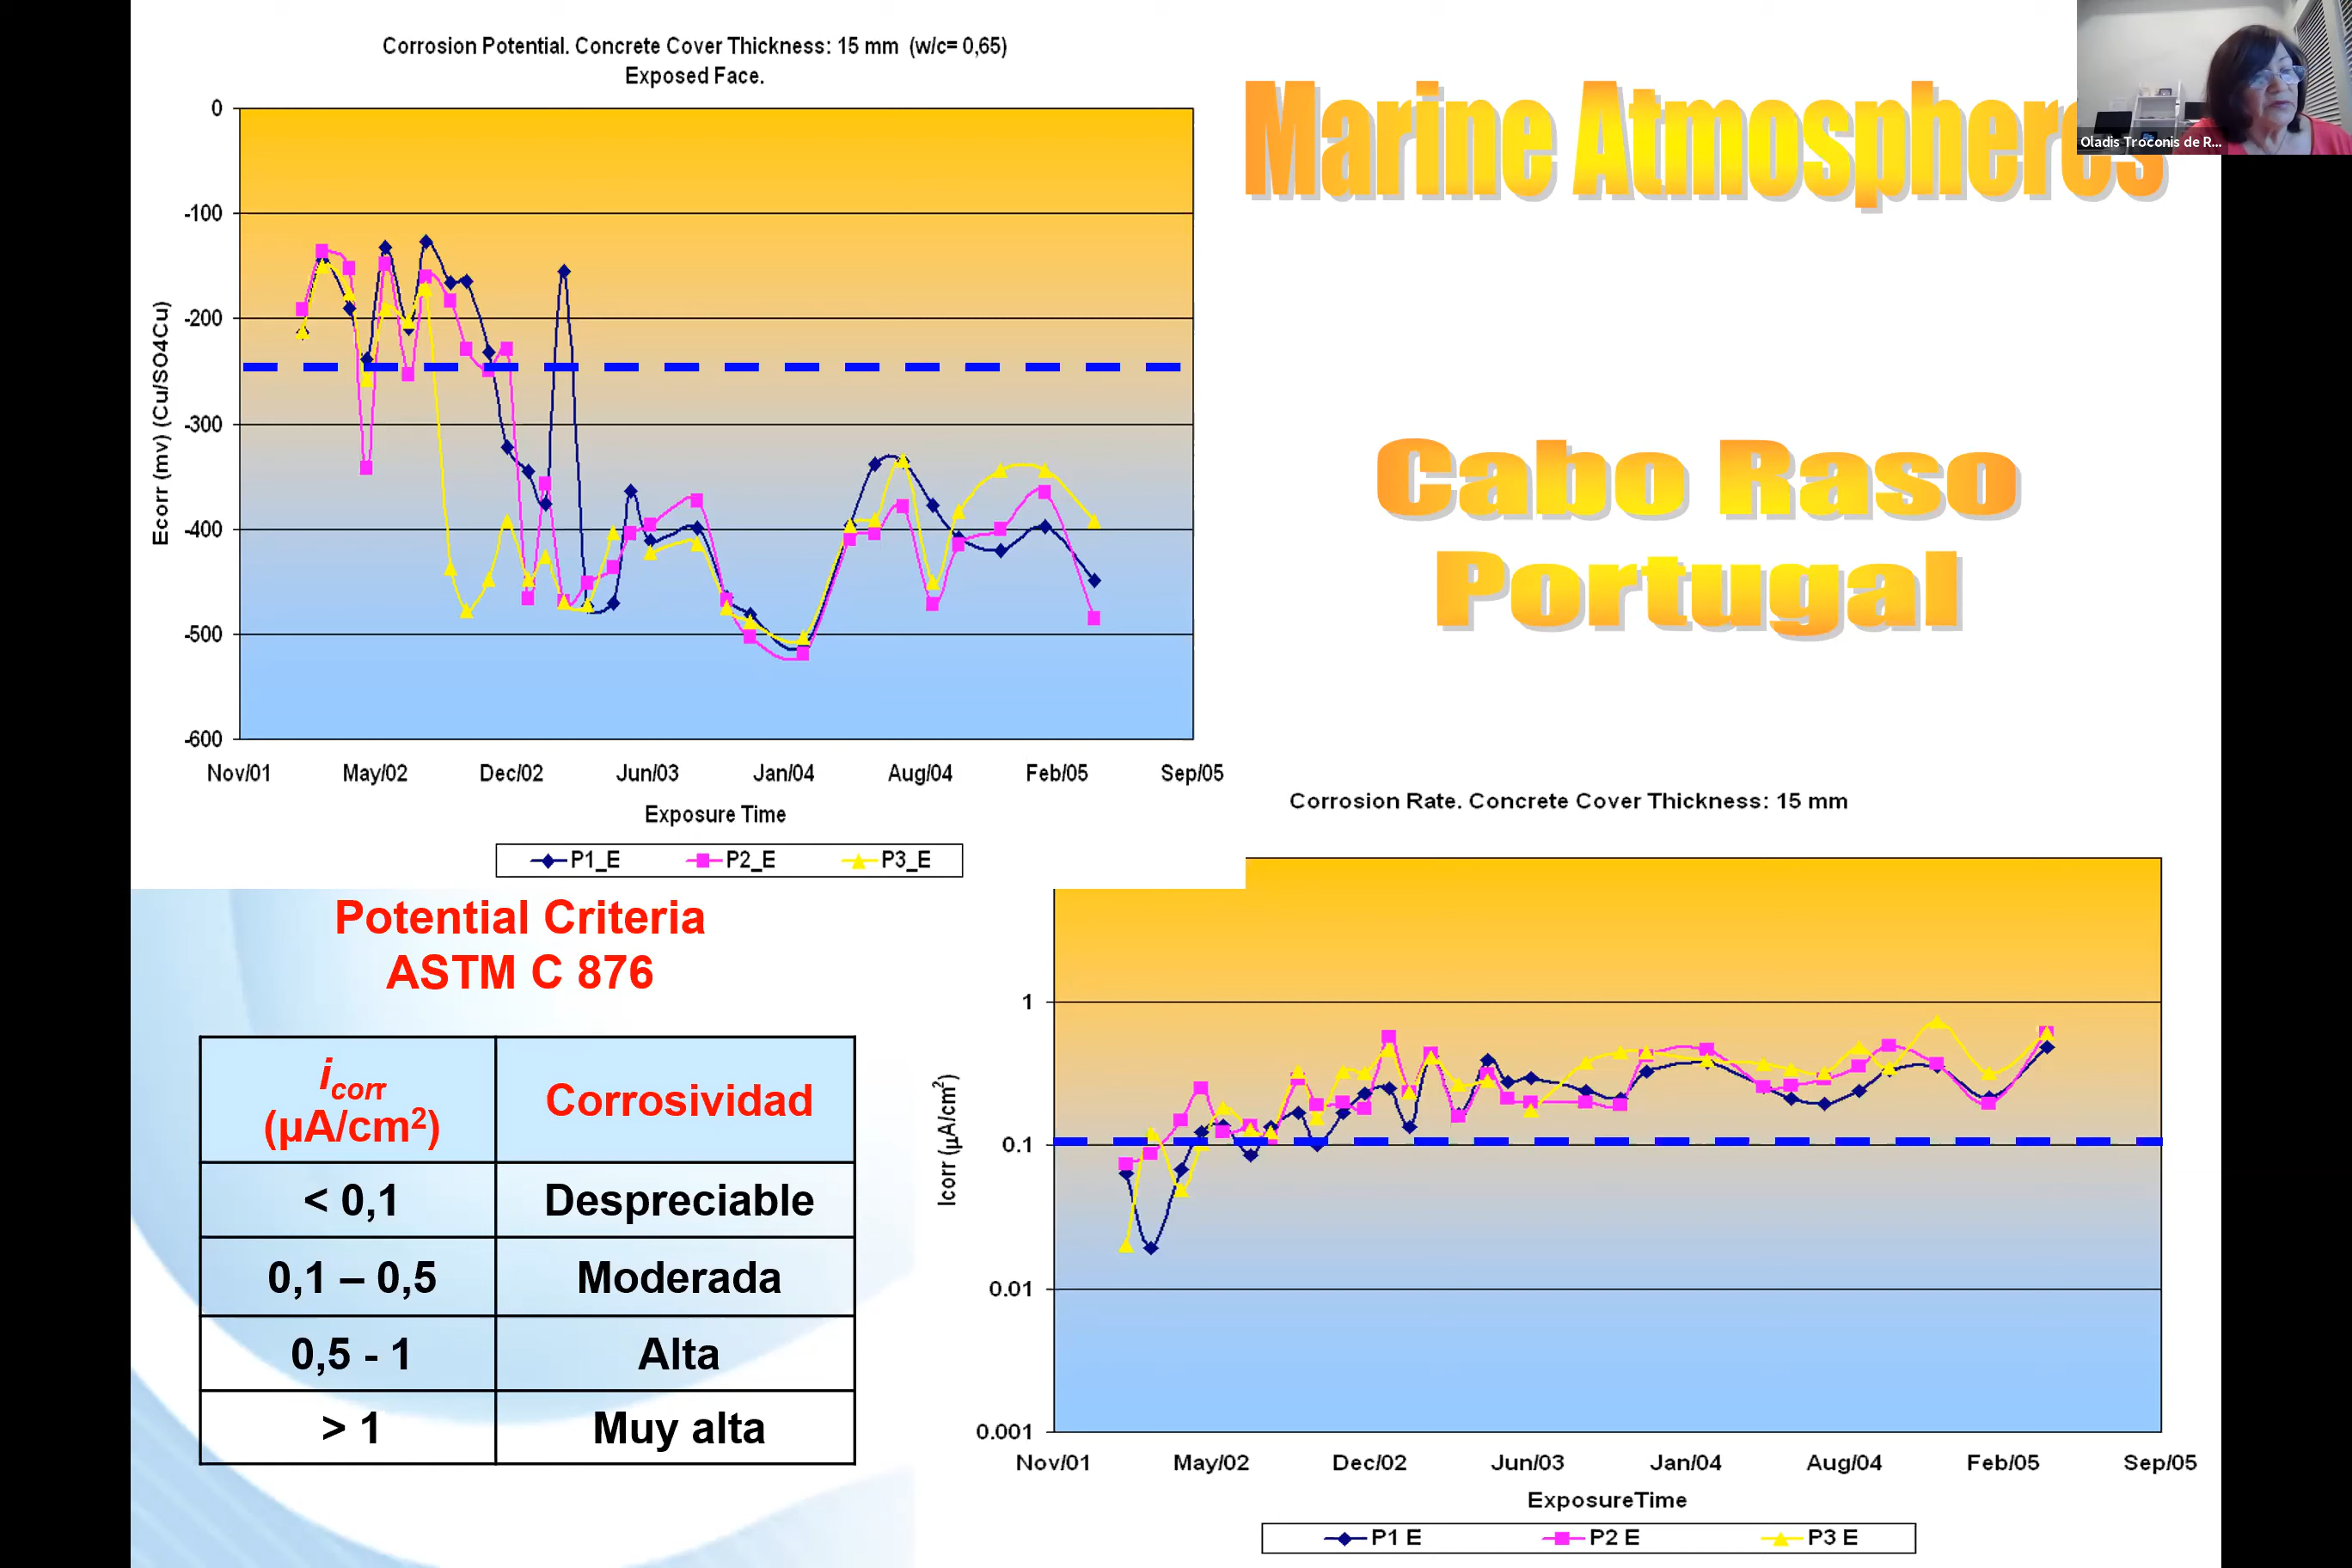 Corrosion Potential. Concrete Cover Thickness: 15 mm (w/c= 0,65)
Exposed Face.
0
-100
-200
-300
-400
-500
-600
Ecorr (mv) (Cu/SO4Cu)
Nov/01 May/02 Dec/02 Jun/03 Jan/04 Aug/04 Feb/05 Sep/05
Exposure Time
P1_E P2_E P3_E
Marine Atmospheres
Oladis Troconis de R...
Cabo Raso
Portugal
Potential Criteria
ASTM C 876
icorr
(µA/cm²) Corrosividad
< 0,1 Despreciable
0,1 – 0,5 Moderada
0,5 - 1 Alta
> 1 Muy alta
Corrosion Rate. Concrete Cover Thickness: 15 mm
1
0.1
0.01
0.001
Icorr (µA/cm²)
Nov/01 May/02 Dec/02 Jun/03 Jan/04 Aug/04 Feb/05 Sep/05
ExposureTime
P1 E P2 E P3 E